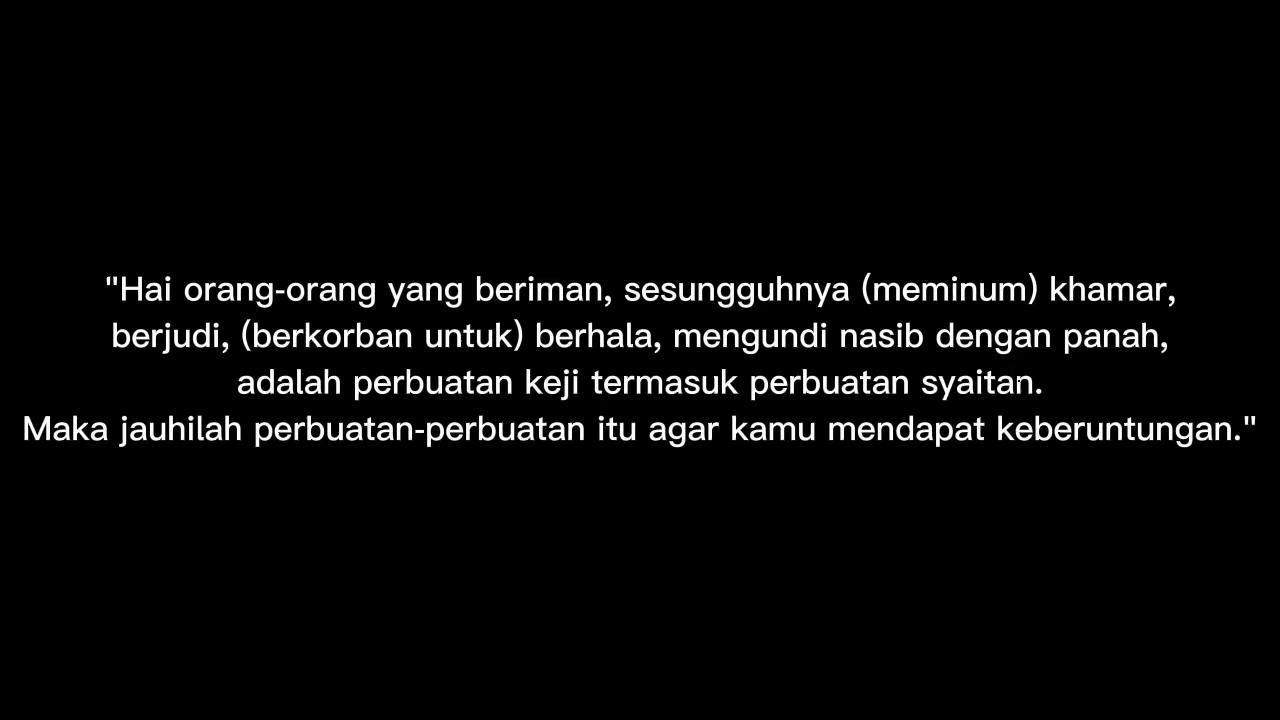 "Hai orang-orang yang beriman, sesungguhnya (meminum) khamar,
berjudi, (berkorban untuk) berhala, mengundi nasib dengan panah,
adalah perbuatan keji termasuk perbuatan syaitan.
Maka jauhilah perbuatan-perbuatan itu agar kamu mendapat keberuntungan."